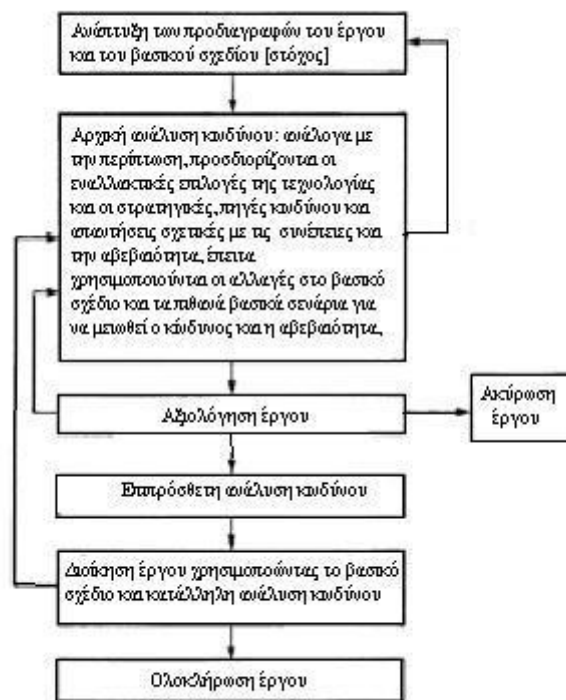 Ανάπτυξη των προδιαγραφών του έργου
και του βασικού σχεδίου [στόχος]
Αρχική ανάλυση κινδύνου: ανάλογα με
την περίπτωση, προσδιορίζονται οι
εναλλακτικές επιλογές της τεχνολογίας
και οι στρατηγικές, πηγές κινδύνου και
απαιτήσεις σχετικές με τις συνέπειες και
την αβεβαιότητα, έπειτα
χρησιμοποιούνται οι αλλαγές στο βασικό
σχέδιο και τα πιθανά βασικά σενάρια για
να μειωθεί ο κίνδυνος και η αβεβαιότητα,
Αξιολόγηση έργου
Ακύρωση
έργου
Επιπρόσθετη ανάλυση κινδύνου
Διοίκηση έργου χρησιμοποιώντας το βασικό
σχέδιο και κατάλληλη ανάλυση κινδύνου
Ολοκλήρωση έργου